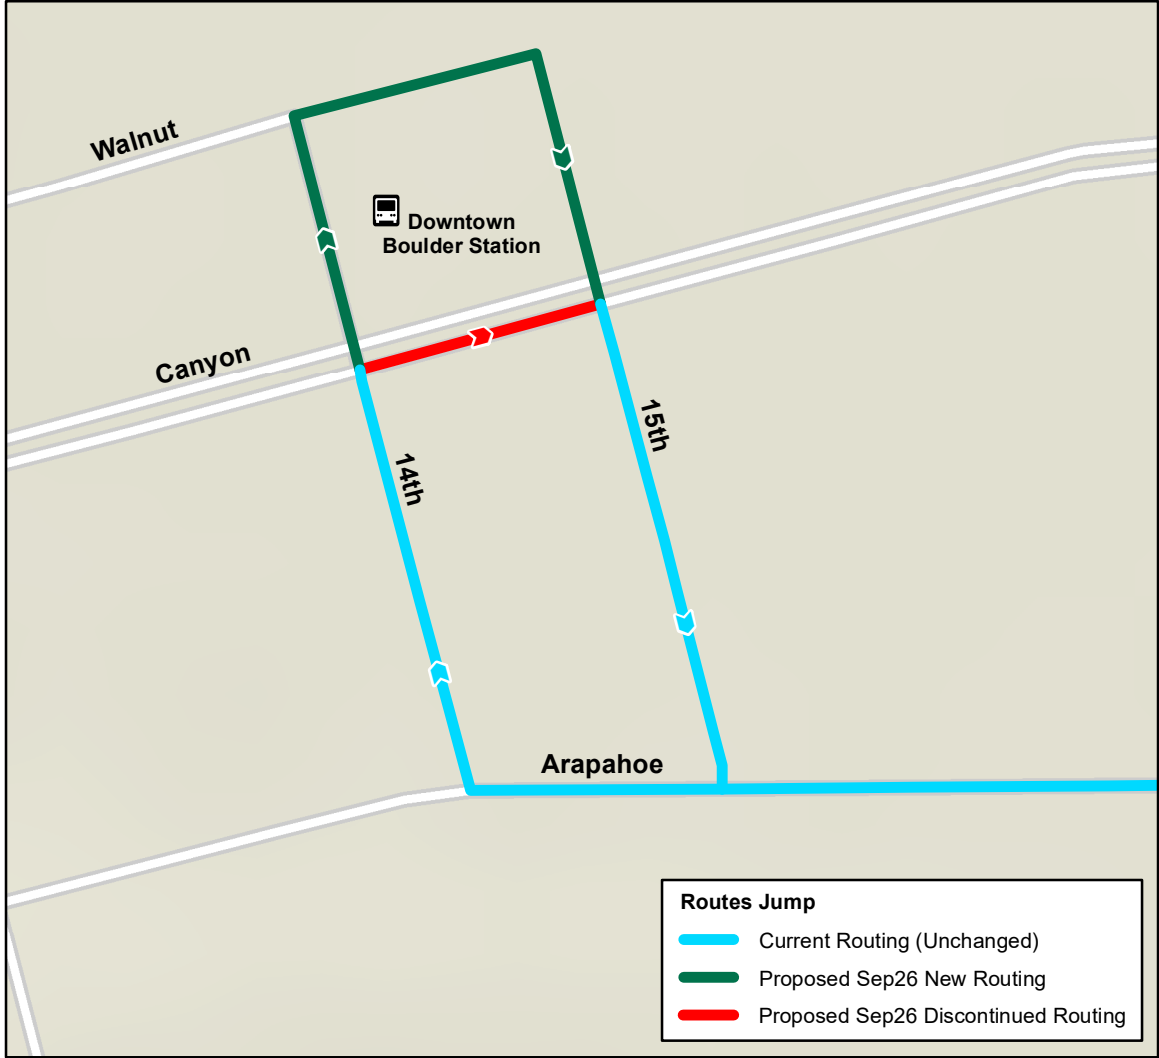 Walnut
Downtown
Boulder Station
Canyon
15th
14th
Arapahoe
Routes Jump
Current Routing (Unchanged)
Proposed Sep26 New Routing
Proposed Sep26 Discontinued Routing